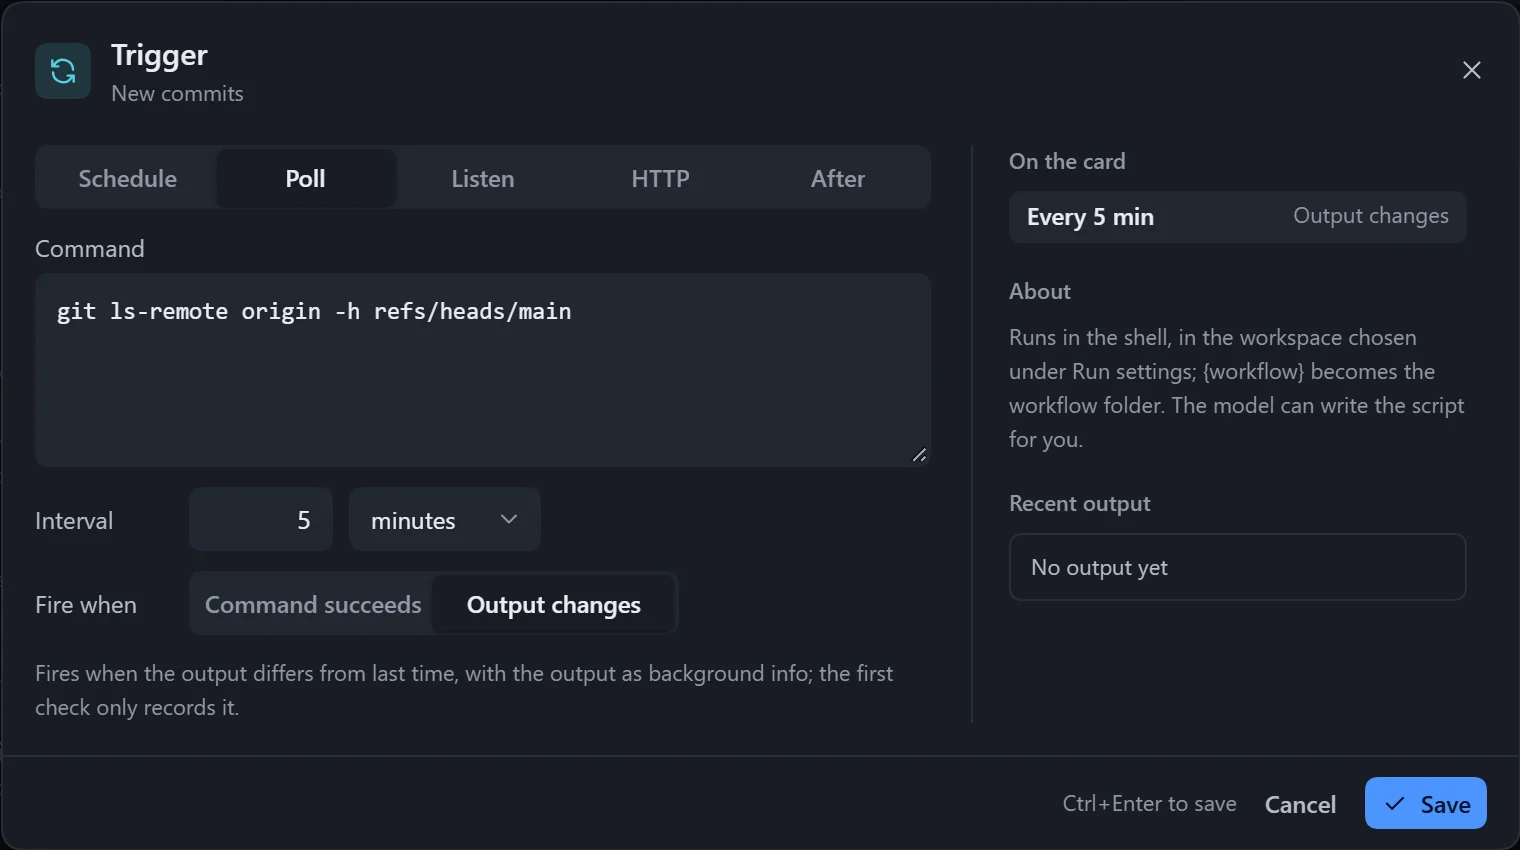 Trigger
New commits
Schedule
Poll
Listen
HTTP
After
Command
git ls-remote origin -h refs/heads/main
Interval
5
minutes
Fire when
Command succeeds
Output changes
Fires when the output differs from last time, with the output as background info; the first
check only records it.
On the card
Every 5 min
Output changes
About
Runs in the shell, in the workspace chosen
under Run settings; {workflow} becomes the
workflow folder. The model can write the script
for you.
Recent output
No output yet
Ctrl+Enter to save
Cancel
Save